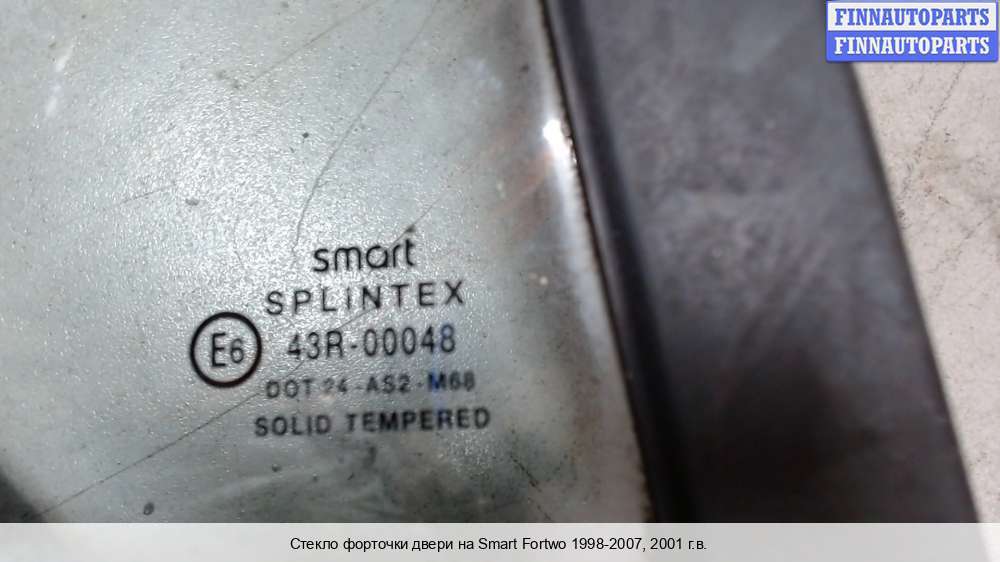 FINNAUTOPARTS
FINNAUTOPARTS
smart
SPLINTEX
E6 43R-00048
DOT 24-AS2-M68
SOLID TEMPERED
Стекло форточки двери на Smart Fortwo 1998-2007, 2001 г.в.